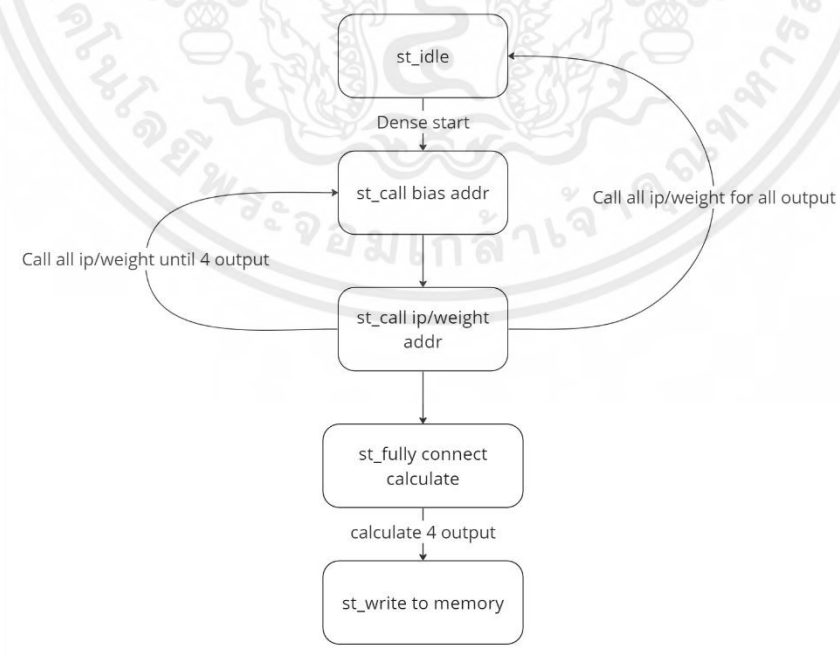 st_idle
Dense start
st_call bias addr
Call all ip/weight for all output
Call all ip/weight until 4 output
st_call ip/weight
addr
st_fully connect
calculate
calculate 4 output
st_write to memory